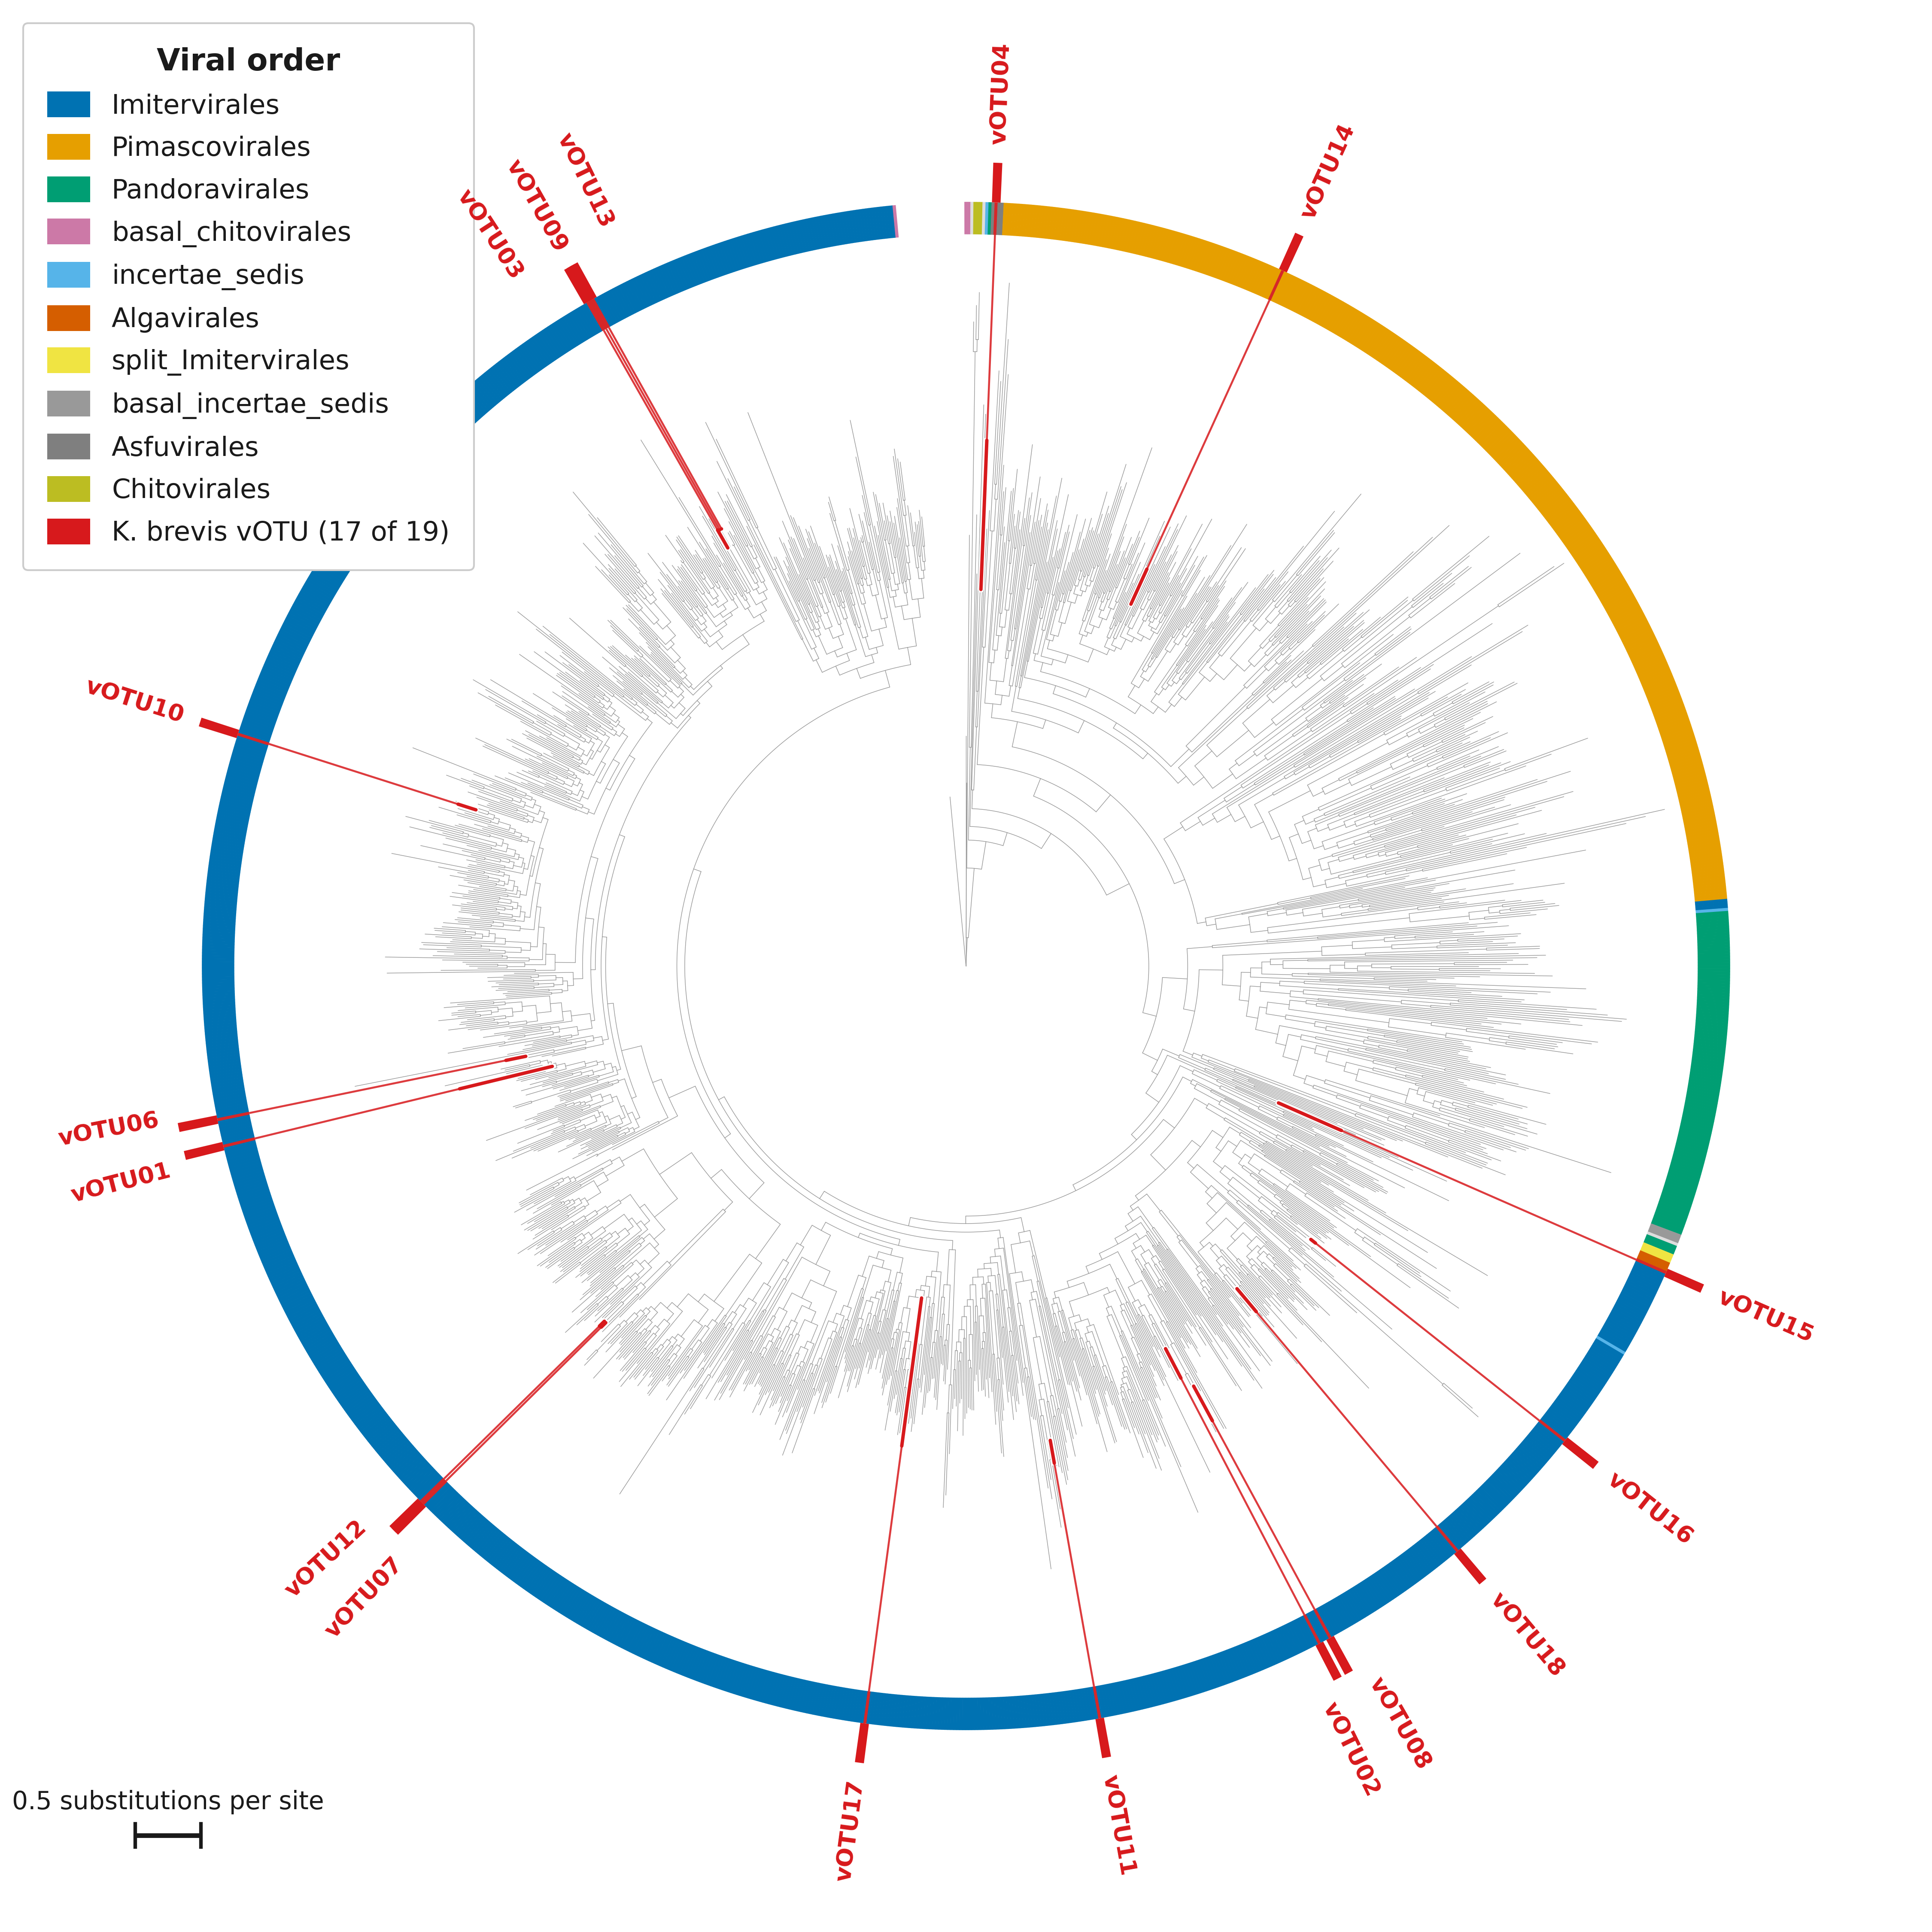 Viral order
Imitervirales
Pimascovirales
Pandoravirales
basal_chitovirales
incertae_sedis
Algavirales
split_Imitervirales
basal_incertae_sedis
Asfuvirales
Chitovirales
K. brevis vOTU (17 of 19)
vOTU04
vOTU14
vOTU13
vOTU09
vOTU03
vOTU10
vOTU06
vOTU01
vOTU15
vOTU16
vOTU18
vOTU08
vOTU02
vOTU12
vOTU07
vOTU17
vOTU11
0.5 substitutions per site